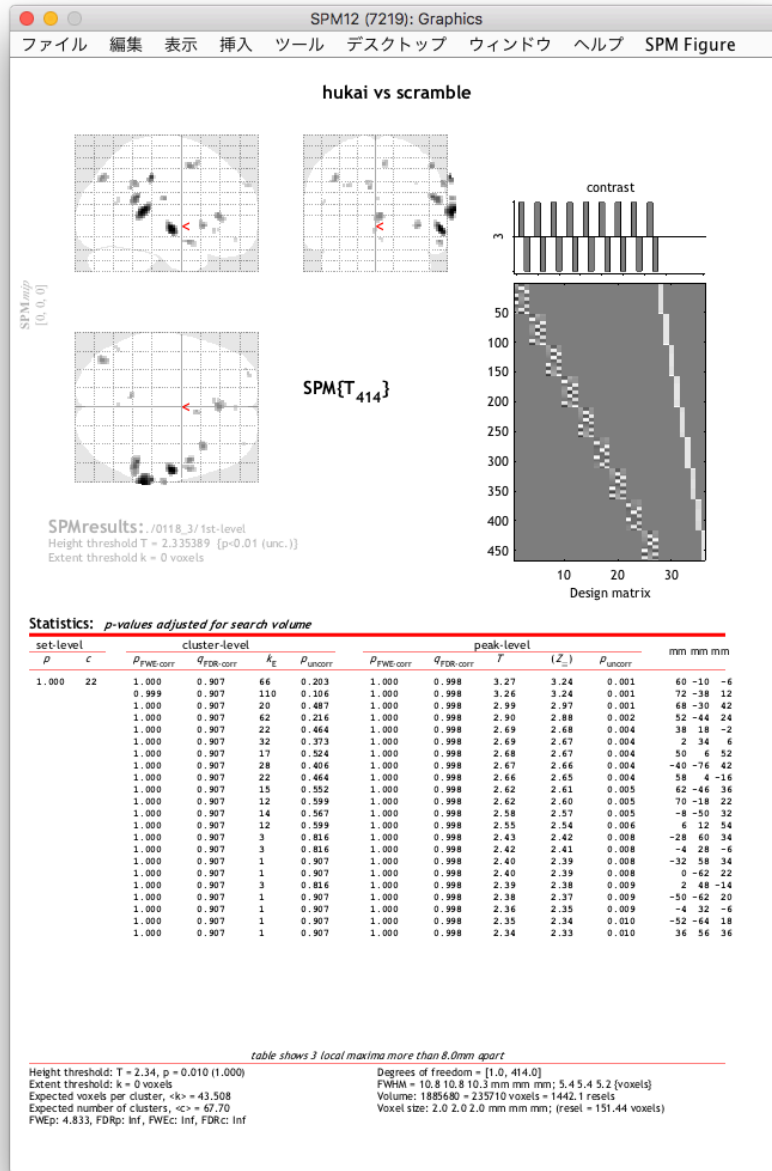 SPM12 (7219): Graphics
ファイル 編集 表示 挿入 ツール デスクトップ ウィンドウ ヘルプ SPM Figure
hukai vs scramble
contrast
3
SPMmip
[0, 0, 0]
<
<
<
SPM{T414}
50
100
150
200
250
300
350
400
450
10 20 30
Design matrix
SPMresults: ./0118_3/1st-level
Height threshold T = 2.335389 {p<0.01 (unc.)}
Extent threshold k = 0 voxels
Statistics: p-values adjusted for search volume
set-level cluster-level peak-level mm mm mm
p c pFWE-corr qFDR-corr kE puncorr pFWE-corr qFDR-corr T (Z≡) puncorr
1.000 22 1.000 0.907 66 0.203 1.000 0.998 3.27 3.24 0.001 60 -10 -6
0.999 0.907 110 0.106 1.000 0.998 3.26 3.24 0.001 72 -38 12
1.000 0.907 20 0.487 1.000 0.998 2.99 2.97 0.001 68 -30 42
1.000 0.907 62 0.216 1.000 0.998 2.90 2.88 0.002 52 -44 24
1.000 0.907 22 0.464 1.000 0.998 2.69 2.68 0.004 38 18 -2
1.000 0.907 32 0.373 1.000 0.998 2.69 2.67 0.004 2 34 6
1.000 0.907 17 0.524 1.000 0.998 2.68 2.67 0.004 50 6 52
1.000 0.907 28 0.406 1.000 0.998 2.67 2.66 0.004 -40 -76 42
1.000 0.907 22 0.464 1.000 0.998 2.66 2.65 0.004 58 4 -16
1.000 0.907 15 0.552 1.000 0.998 2.62 2.61 0.005 62 -46 36
1.000 0.907 12 0.599 1.000 0.998 2.62 2.60 0.005 70 -18 22
1.000 0.907 14 0.567 1.000 0.998 2.58 2.57 0.005 -8 -50 32
1.000 0.907 12 0.599 1.000 0.998 2.55 2.54 0.006 6 12 54
1.000 0.907 3 0.816 1.000 0.998 2.43 2.42 0.008 -28 60 34
1.000 0.907 3 0.816 1.000 0.998 2.42 2.41 0.008 -4 28 -6
1.000 0.907 1 0.907 1.000 0.998 2.40 2.39 0.008 -32 58 34
1.000 0.907 1 0.907 1.000 0.998 2.40 2.39 0.008 0 -62 22
1.000 0.907 3 0.816 1.000 0.998 2.39 2.38 0.009 2 48 -14
1.000 0.907 1 0.907 1.000 0.998 2.38 2.37 0.009 -50 -62 20
1.000 0.907 1 0.907 1.000 0.998 2.36 2.35 0.009 -4 32 -6
1.000 0.907 1 0.907 1.000 0.998 2.35 2.34 0.010 -52 -64 18
1.000 0.907 1 0.907 1.000 0.998 2.34 2.33 0.010 36 56 36
table shows 3 local maxima more than 8.0mm apart
Height threshold: T = 2.34, p = 0.010 (1.000)
Extent threshold: k = 0 voxels
Expected voxels per cluster, <k> = 43.508
Expected number of clusters, <c> = 67.70
FWEp: 4.833, FDRp: Inf, FWEc: Inf, FDRc: Inf
Degrees of freedom = [1.0, 414.0]
FWHM = 10.8 10.8 10.3 mm mm mm; 5.4 5.4 5.2 {voxels}
Volume: 1885680 = 235710 voxels = 1442.1 resels
Voxel size: 2.0 2.0 2.0 mm mm mm; (resel = 151.44 voxels)